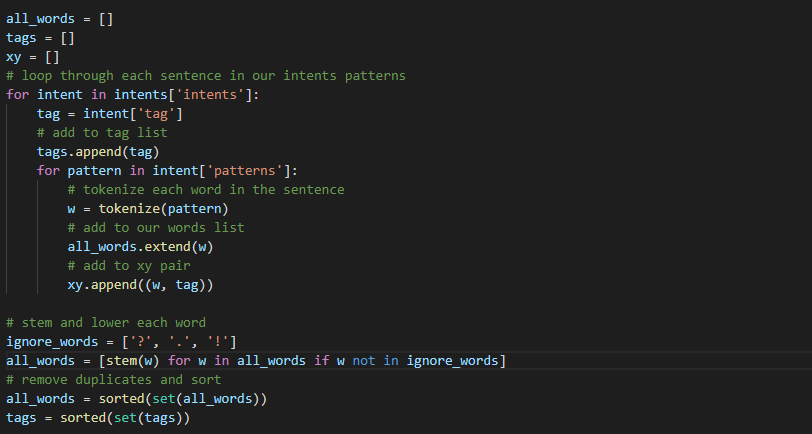 all_words = []
tags = []
xy = []
# loop through each sentence in our intents patterns
for intent in intents['intents']:
    tag = intent['tag']
    # add to tag list
    tags.append(tag)
    for pattern in intent['patterns']:
        # tokenize each word in the sentence
        w = tokenize(pattern)
        # add to our words list
        all_words.extend(w)
        # add to xy pair
        xy.append((w, tag))

# stem and lower each word
ignore_words = ['?', '.', '!']
all_words = [stem(w) for w in all_words if w not in ignore_words]
# remove duplicates and sort
all_words = sorted(set(all_words))
tags = sorted(set(tags))